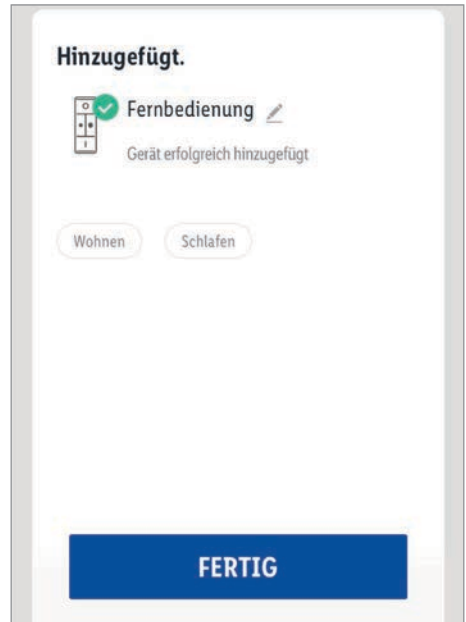 Hinzugefügt.
Fernbedienung
Gerät erfolgreich hinzugefügt
Wohnen Schlafen
FERTIG